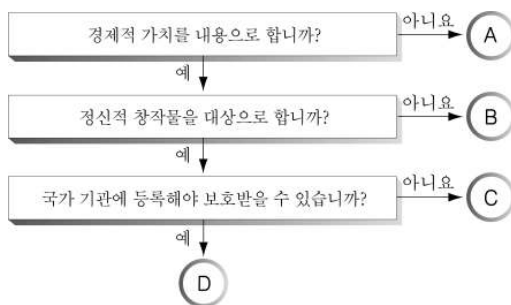 경제적 가치를 내용으로 합니까?
아니요
A
예
정신적 창작물을 대상으로 합니까?
아니요
B
예
국가 기관에 등록해야 보호받을 수 있습니까?
아니요
C
예
D